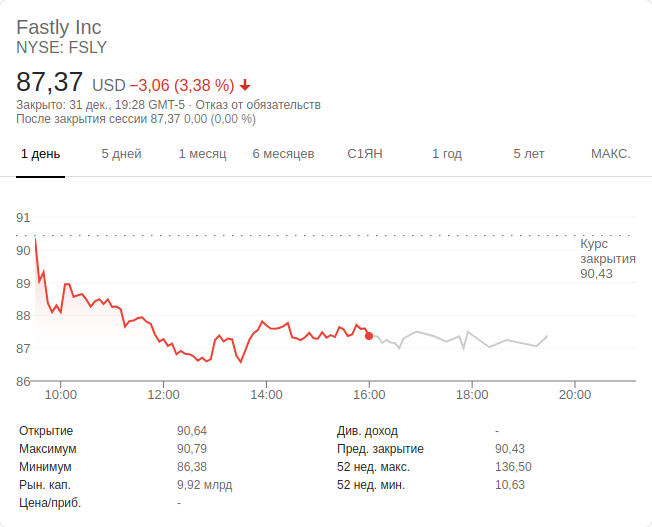 Fastly Inc
NYSE: FSLY
87,37 USD −3,06 (3,38 %)
Закрыто: 31 дек., 19:28 GMT-5 · Отказ от обязательств
После закрытия сессии 87,37 0,00 (0,00 %)
1 день 5 дней 1 месяц 6 месяцев С1ЯН 1 год 5 лет МАКС.
91
90
89
88
87
86
Курс
закрытия
90,43
10:00 12:00 14:00 16:00 18:00 20:00
Открытие 90,64 Див. доход -
Максимум 90,79 Пред. закрытие 90,43
Минимум 86,38 52 нед. макс. 136,50
Рын. кап. 9,92 млрд 52 нед. мин. 10,63
Цена/приб. -